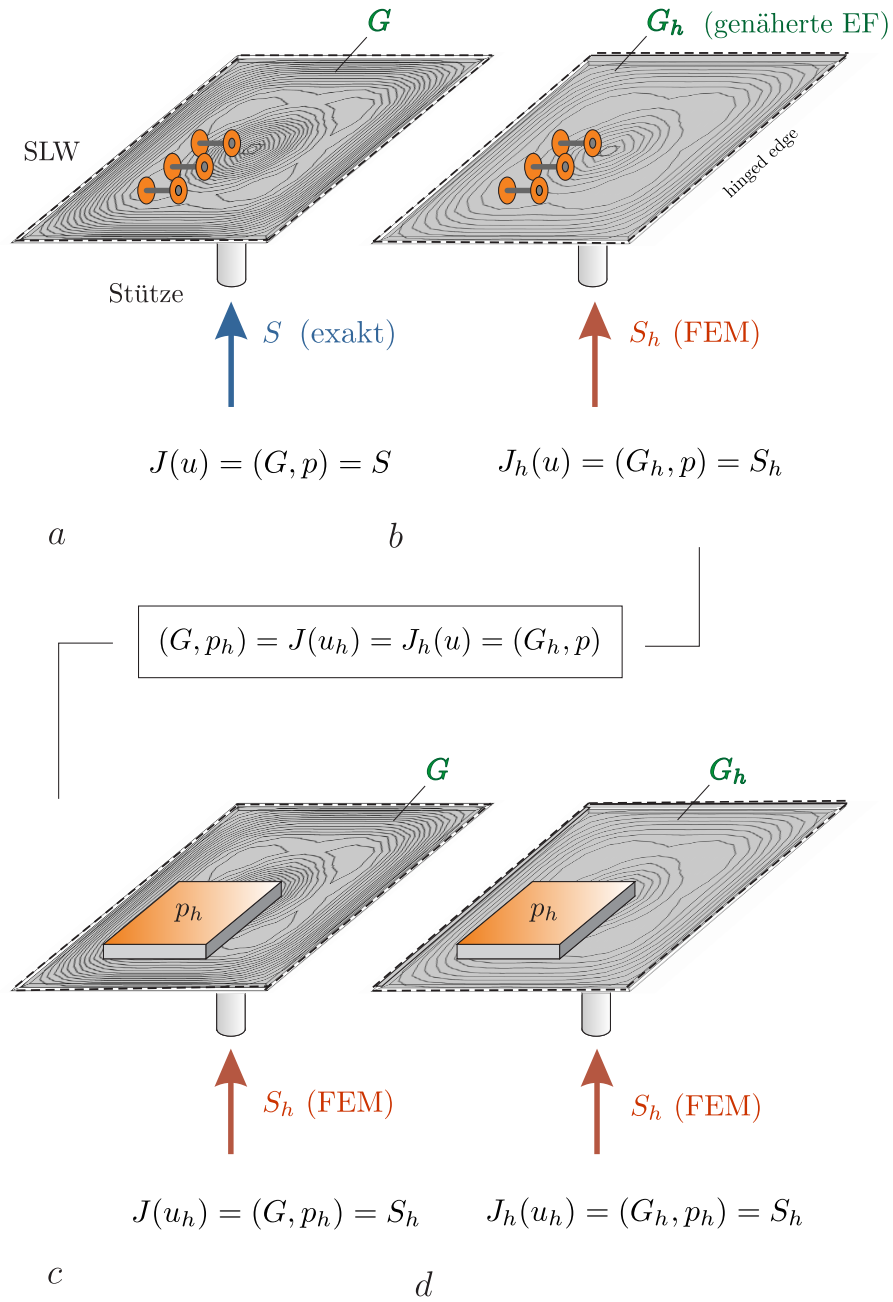 G
G_h (genäherte EF)
SLW
hinged edge
Stütze
S (exakt)
S_h (FEM)
J(u) = (G, p) = S
J_h(u) = (G_h, p) = S_h
a
b
(G, p_h) = J(u_h) = J_h(u) = (G_h, p)
G
G_h
p_h
p_h
S_h (FEM)
S_h (FEM)
J(u_h) = (G, p_h) = S_h
J_h(u_h) = (G_h, p_h) = S_h
c
d